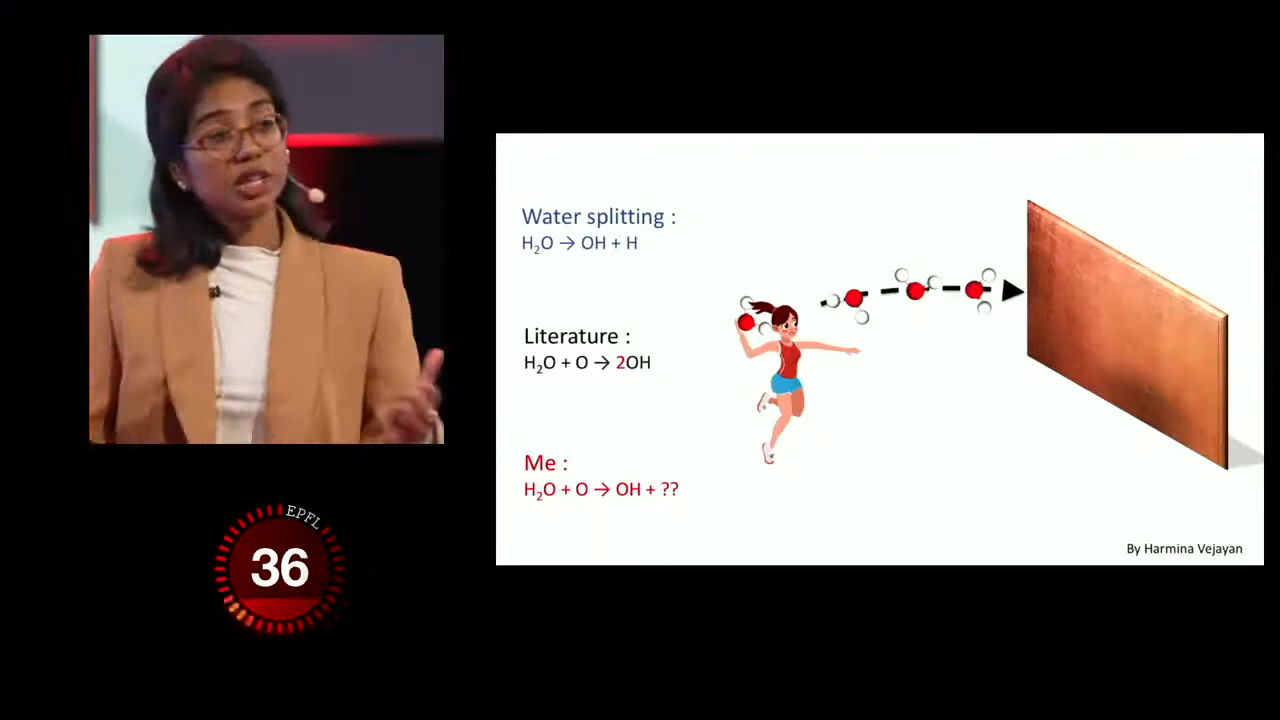 Water splitting :
H₂O → OH + H
Literature :
H₂O + O → 2OH
Me :
H₂O + O → OH + ??
By Harmina Vejayan
EPFL
36